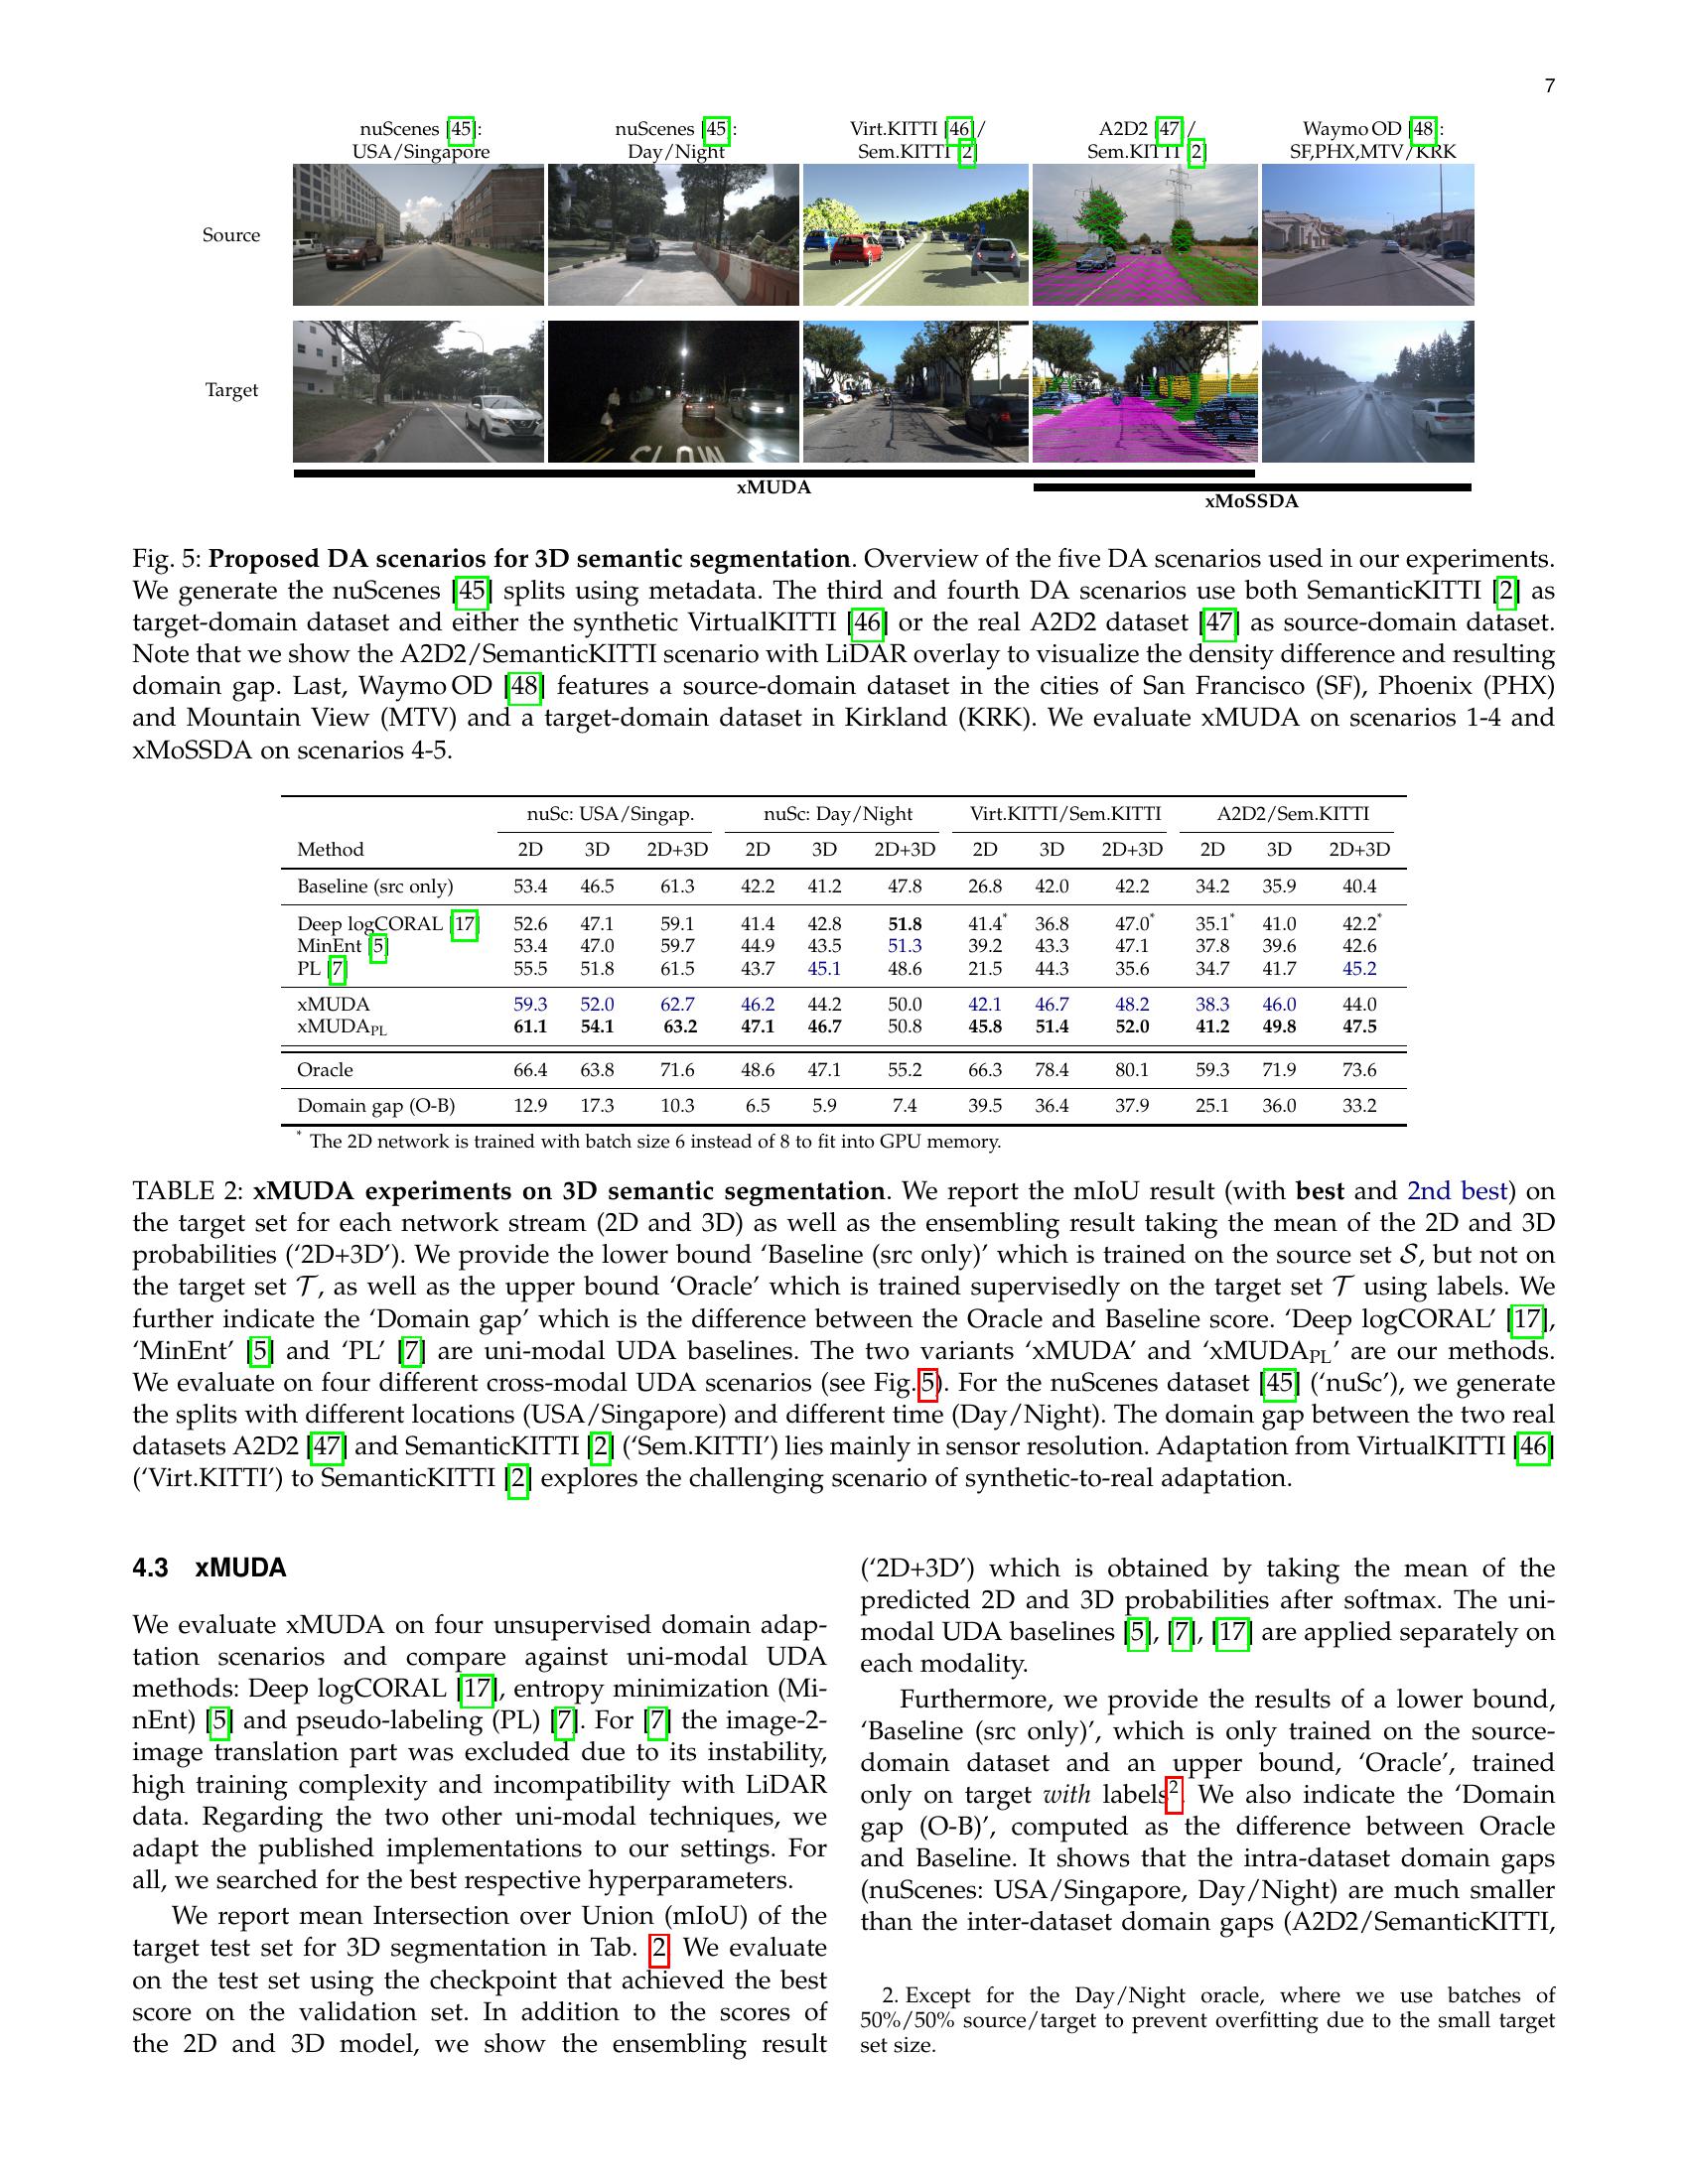 7
nuScenes [45]:
USA/Singapore
nuScenes [45]:
Day/Night
Virt.KITTI [46]/
Sem.KITTI [2]
A2D2 [47]/
Sem.KITTI [2]
Waymo OD [48]:
SF,PHX,MTV/KRK
Source
Target
SLOW
xMUDA
xMoSSDA
Fig. 5: Proposed DA scenarios for 3D semantic segmentation. Overview of the five DA scenarios used in our experiments.
We generate the nuScenes [45] splits using metadata. The third and fourth DA scenarios use both SemanticKITTI [2] as
target-domain dataset and either the synthetic VirtualKITTI [46] or the real A2D2 dataset [47] as source-domain dataset.
Note that we show the A2D2/SemanticKITTI scenario with LiDAR overlay to visualize the density difference and resulting
domain gap. Last, Waymo OD [48] features a source-domain dataset in the cities of San Francisco (SF), Phoenix (PHX)
and Mountain View (MTV) and a target-domain dataset in Kirkland (KRK). We evaluate xMUDA on scenarios 1-4 and
xMoSSDA on scenarios 4-5.
nuSc: USA/Singap. nuSc: Day/Night Virt.KITTI/Sem.KITTI A2D2/Sem.KITTI
Method 2D 3D 2D+3D 2D 3D 2D+3D 2D 3D 2D+3D 2D 3D 2D+3D
Baseline (src only) 53.4 46.5 61.3 42.2 41.2 47.8 26.8 42.0 42.2 34.2 35.9 40.4
Deep logCORAL [17] 52.6 47.1 59.1 41.4 42.8 51.8 41.4* 36.8 47.0* 35.1* 41.0 42.2*
MinEnt [5] 53.4 47.0 59.7 44.9 43.5 51.3 39.2 43.3 47.1 37.8 39.6 42.6
PL [7] 55.5 51.8 61.5 43.7 45.1 48.6 21.5 44.3 35.6 34.7 41.7 45.2
xMUDA 59.3 52.0 62.7 46.2 44.2 50.0 42.1 46.7 48.2 38.3 46.0 44.0
xMUDAPL 61.1 54.1 63.2 47.1 46.7 50.8 45.8 51.4 52.0 41.2 49.8 47.5
Oracle 66.4 63.8 71.6 48.6 47.1 55.2 66.3 78.4 80.1 59.3 71.9 73.6
Domain gap (O-B) 12.9 17.3 10.3 6.5 5.9 7.4 39.5 36.4 37.9 25.1 36.0 33.2
* The 2D network is trained with batch size 6 instead of 8 to fit into GPU memory.
TABLE 2: xMUDA experiments on 3D semantic segmentation. We report the mIoU result (with best and 2nd best) on
the target set for each network stream (2D and 3D) as well as the ensembling result taking the mean of the 2D and 3D
probabilities (‘2D+3D’). We provide the lower bound ‘Baseline (src only)’ which is trained on the source set S, but not on
the target set T, as well as the upper bound ‘Oracle’ which is trained supervisedly on the target set T using labels. We
further indicate the ‘Domain gap’ which is the difference between the Oracle and Baseline score. ‘Deep logCORAL’ [17],
‘MinEnt’ [5] and ‘PL’ [7] are uni-modal UDA baselines. The two variants ‘xMUDA’ and ‘xMUDAPL’ are our methods.
We evaluate on four different cross-modal UDA scenarios (see Fig. 5). For the nuScenes dataset [45] (‘nuSc’), we generate
the splits with different locations (USA/Singapore) and different time (Day/Night). The domain gap between the two real
datasets A2D2 [47] and SemanticKITTI [2] (‘Sem.KITTI’) lies mainly in sensor resolution. Adaptation from VirtualKITTI [46]
(‘Virt.KITTI’) to SemanticKITTI [2] explores the challenging scenario of synthetic-to-real adaptation.
4.3 xMUDA
We evaluate xMUDA on four unsupervised domain adap-
tation scenarios and compare against uni-modal UDA
methods: Deep logCORAL [17], entropy minimization (Mi-
nEnt) [5] and pseudo-labeling (PL) [7]. For [7] the image-2-
image translation part was excluded due to its instability,
high training complexity and incompatibility with LiDAR
data. Regarding the two other uni-modal techniques, we
adapt the published implementations to our settings. For
all, we searched for the best respective hyperparameters.
We report mean Intersection over Union (mIoU) of the
target test set for 3D segmentation in Tab. 2. We evaluate
on the test set using the checkpoint that achieved the best
score on the validation set. In addition to the scores of
the 2D and 3D model, we show the ensembling result
(‘2D+3D’) which is obtained by taking the mean of the
predicted 2D and 3D probabilities after softmax. The uni-
modal UDA baselines [5], [7], [17] are applied separately on
each modality.
Furthermore, we provide the results of a lower bound,
‘Baseline (src only)’, which is only trained on the source-
domain dataset and an upper bound, ‘Oracle’, trained
only on target with labels2. We also indicate the ‘Domain
gap (O-B)’, computed as the difference between Oracle
and Baseline. It shows that the intra-dataset domain gaps
(nuScenes: USA/Singapore, Day/Night) are much smaller
than the inter-dataset domain gaps (A2D2/SemanticKITTI,
2. Except for the Day/Night oracle, where we use batches of
50%/50% source/target to prevent overfitting due to the small target
set size.